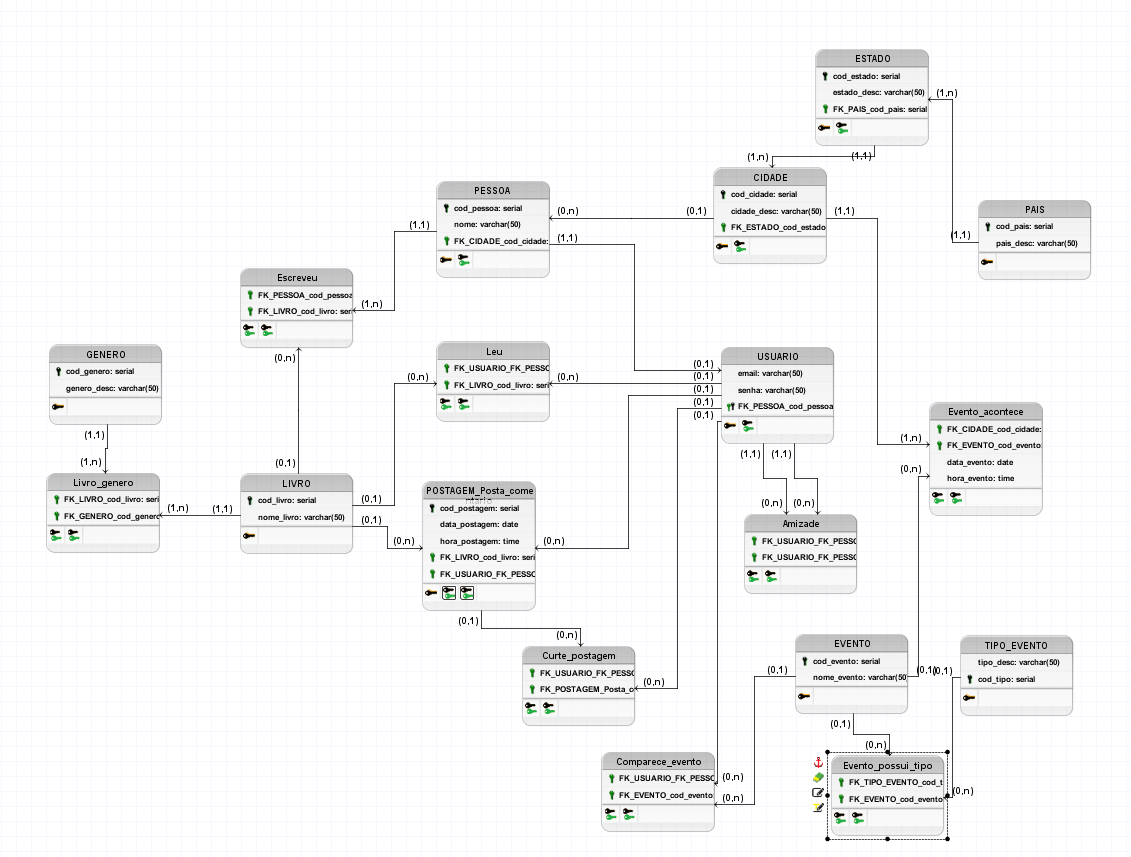 ESTADO
cod_estado: serial
estado_desc: varchar(50)
FK_PAIS_cod_pais: serial
(1,n)
(1,1)
(1,n)
CIDADE
cod_cidade: serial
cidade_desc: varchar(50)
FK_ESTADO_cod_estado
(0,1)
(1,1)
PAIS
cod_pais: serial
pais_desc: varchar(50)
(1,1)
PESSOA
cod_pessoa: serial
nome: varchar(50)
FK_CIDADE_cod_cidade:
(0,n)
(1,1)
(1,1)
Escreveu
FK_PESSOA_cod_pessoa
FK_LIVRO_cod_livro: seri
(1,n)
(0,n)
GENERO
cod_genero: serial
genero_desc: varchar(50)
(1,1)
(1,n)
Leu
FK_USUARIO_FK_PESSO
FK_LIVRO_cod_livro: seri
(0,n)
(0,n)
USUARIO
email: varchar(50)
senha: varchar(50)
FK_PESSOA_cod_pessoa
(0,1)
(0,1)
(0,1)
(0,1)
(0,1)
(1,1)
(1,1)
Evento_acontece
FK_CIDADE_cod_cidade:
FK_EVENTO_cod_evento
data_evento: date
hora_evento: time
(1,n)
(0,n)
Livro_genero
FK_LIVRO_cod_livro: seri
FK_GENERO_cod_genero
(1,n)
(1,1)
(0,1)
LIVRO
cod_livro: serial
nome_livro: varchar(50)
(0,1)
(0,1)
POSTAGEM_Posta_come
ntario
cod_postagem: serial
data_postagem: date
hora_postagem: time
FK_LIVRO_cod_livro: seri
FK_USUARIO_FK_PESSO
(0,n)
(0,n)
(0,1)
(0,n)
(0,n)
(0,n)
Amizade
FK_USUARIO_FK_PESSO
FK_USUARIO_FK_PESSO
Curte_postagem
FK_USUARIO_FK_PESSO
FK_POSTAGEM_Posta_o
(0,n)
EVENTO
cod_evento: serial
nome_evento: varchar(50)
(0,1)
(0,1)
(0,1)
(0,1)
TIPO_EVENTO
tipo_desc: varchar(50)
cod_tipo: serial
(0,n)
Comparece_evento
FK_USUARIO_FK_PESSO
FK_EVENTO_cod_evento
(0,n)
(0,n)
Evento_possui_tipo
FK_TIPO_EVENTO_cod_t
FK_EVENTO_cod_evento
(0,n)